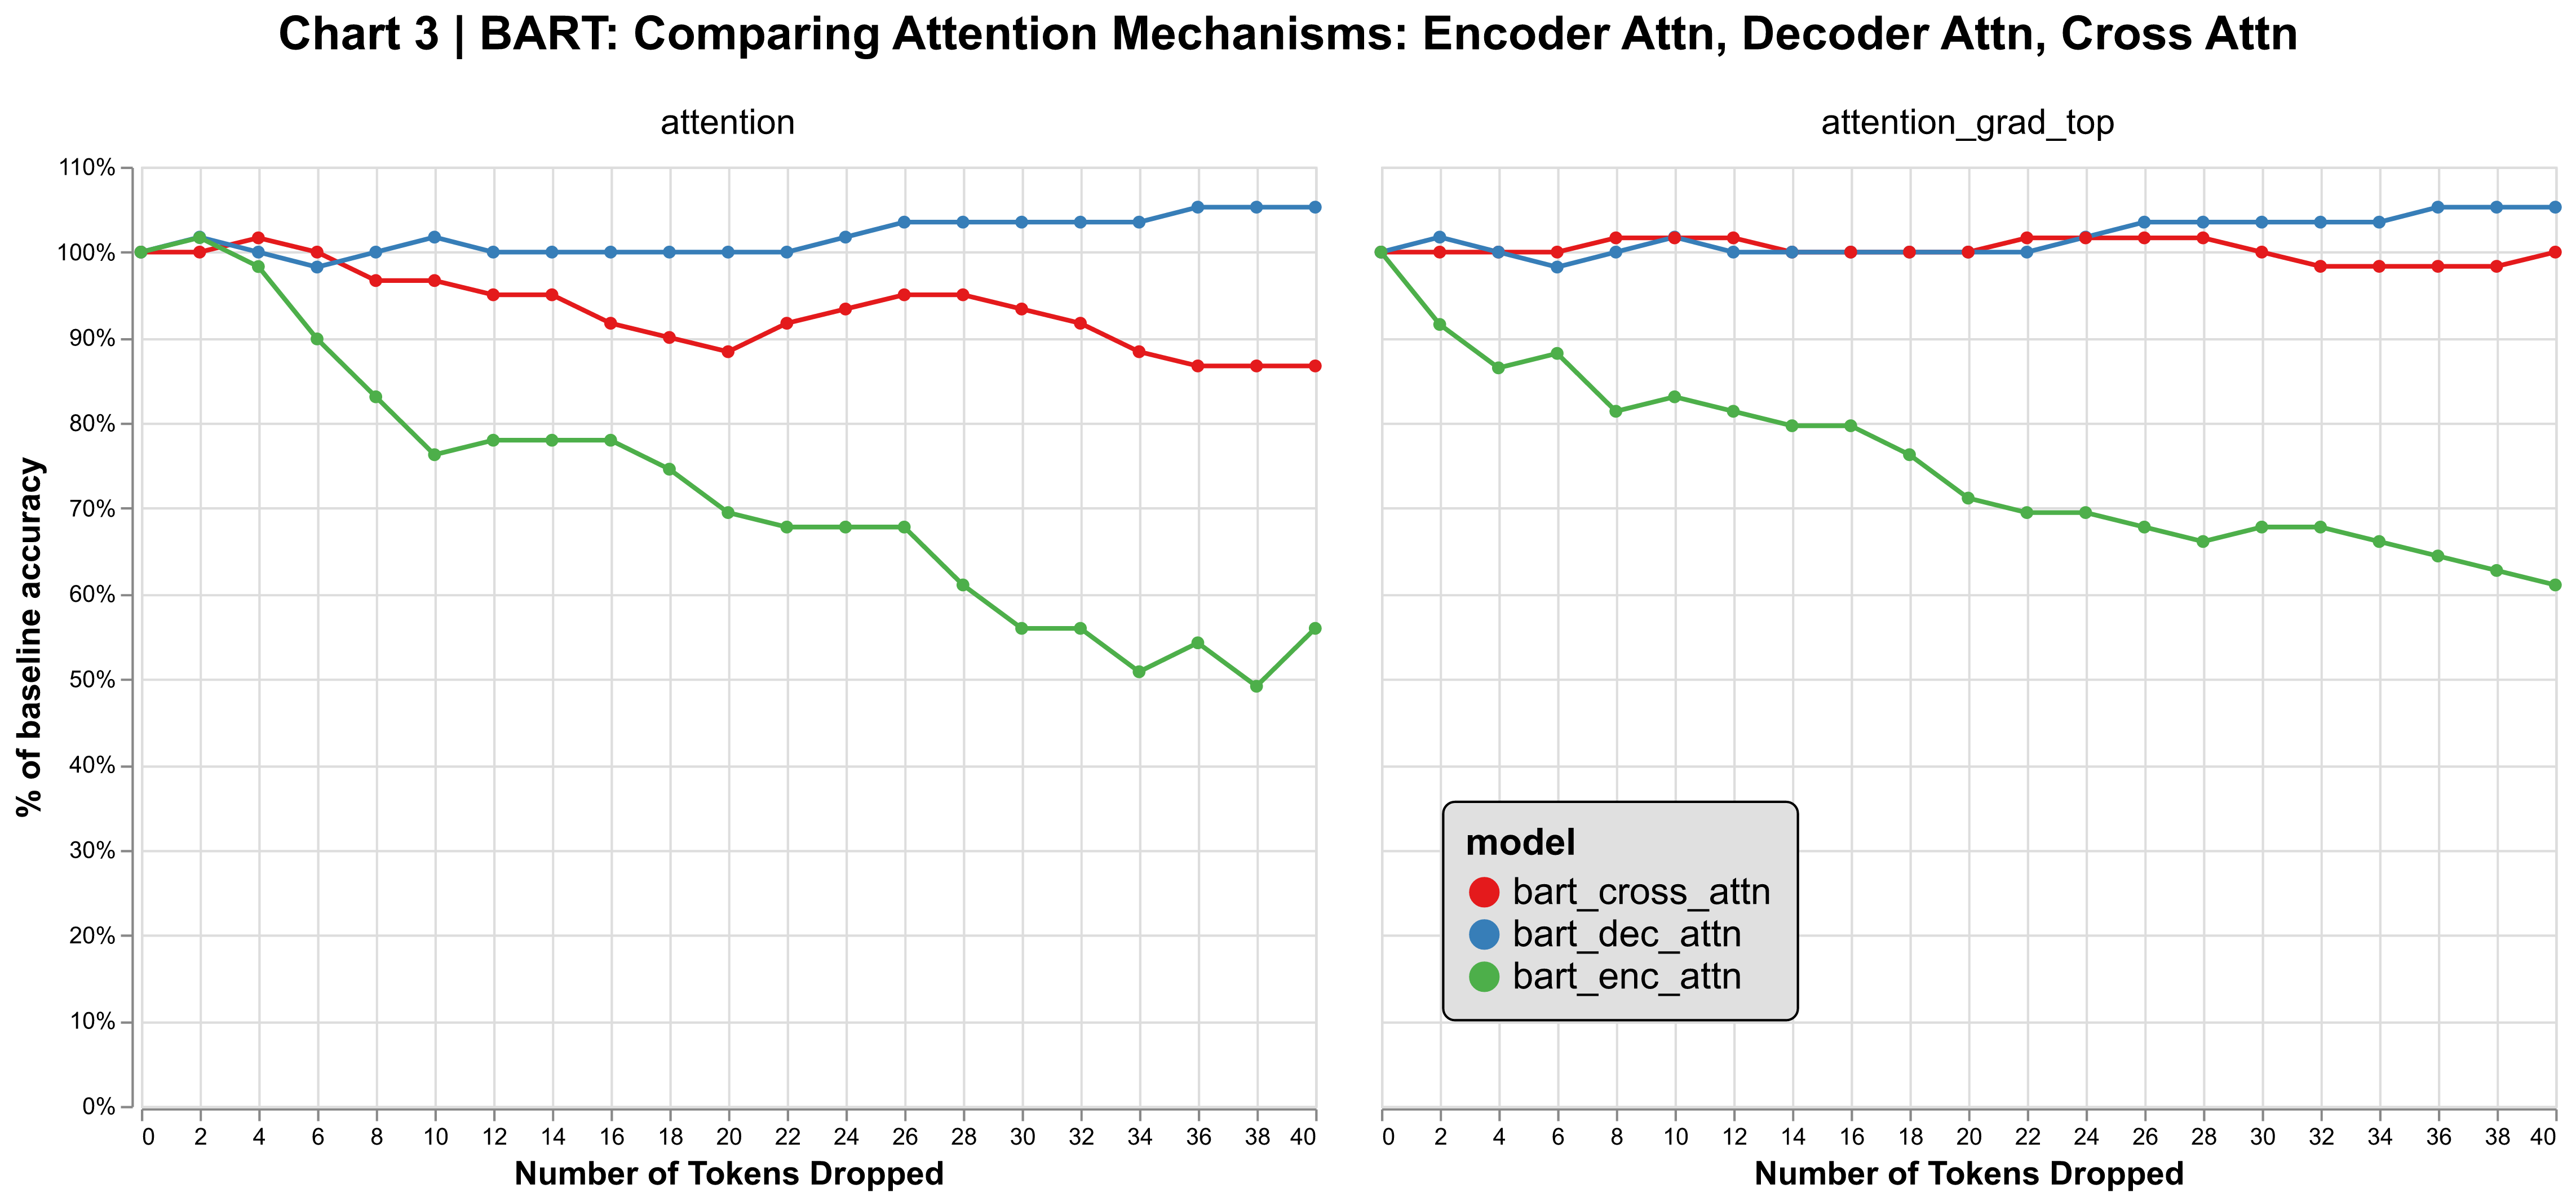 Chart 3 | BART: Comparing Attention Mechanisms: Encoder Attn, Decoder Attn, Cross Attn
attention
attention_grad_top
% of baseline accuracy
110%
100%
90%
80%
70%
60%
50%
40%
30%
20%
10%
0%
0 2 4 6 8 10 12 14 16 18 20 22 24 26 28 30 32 34 36 38 40
Number of Tokens Dropped
model
bart_cross_attn
bart_dec_attn
bart_enc_attn
0 2 4 6 8 10 12 14 16 18 20 22 24 26 28 30 32 34 36 38 40
Number of Tokens Dropped